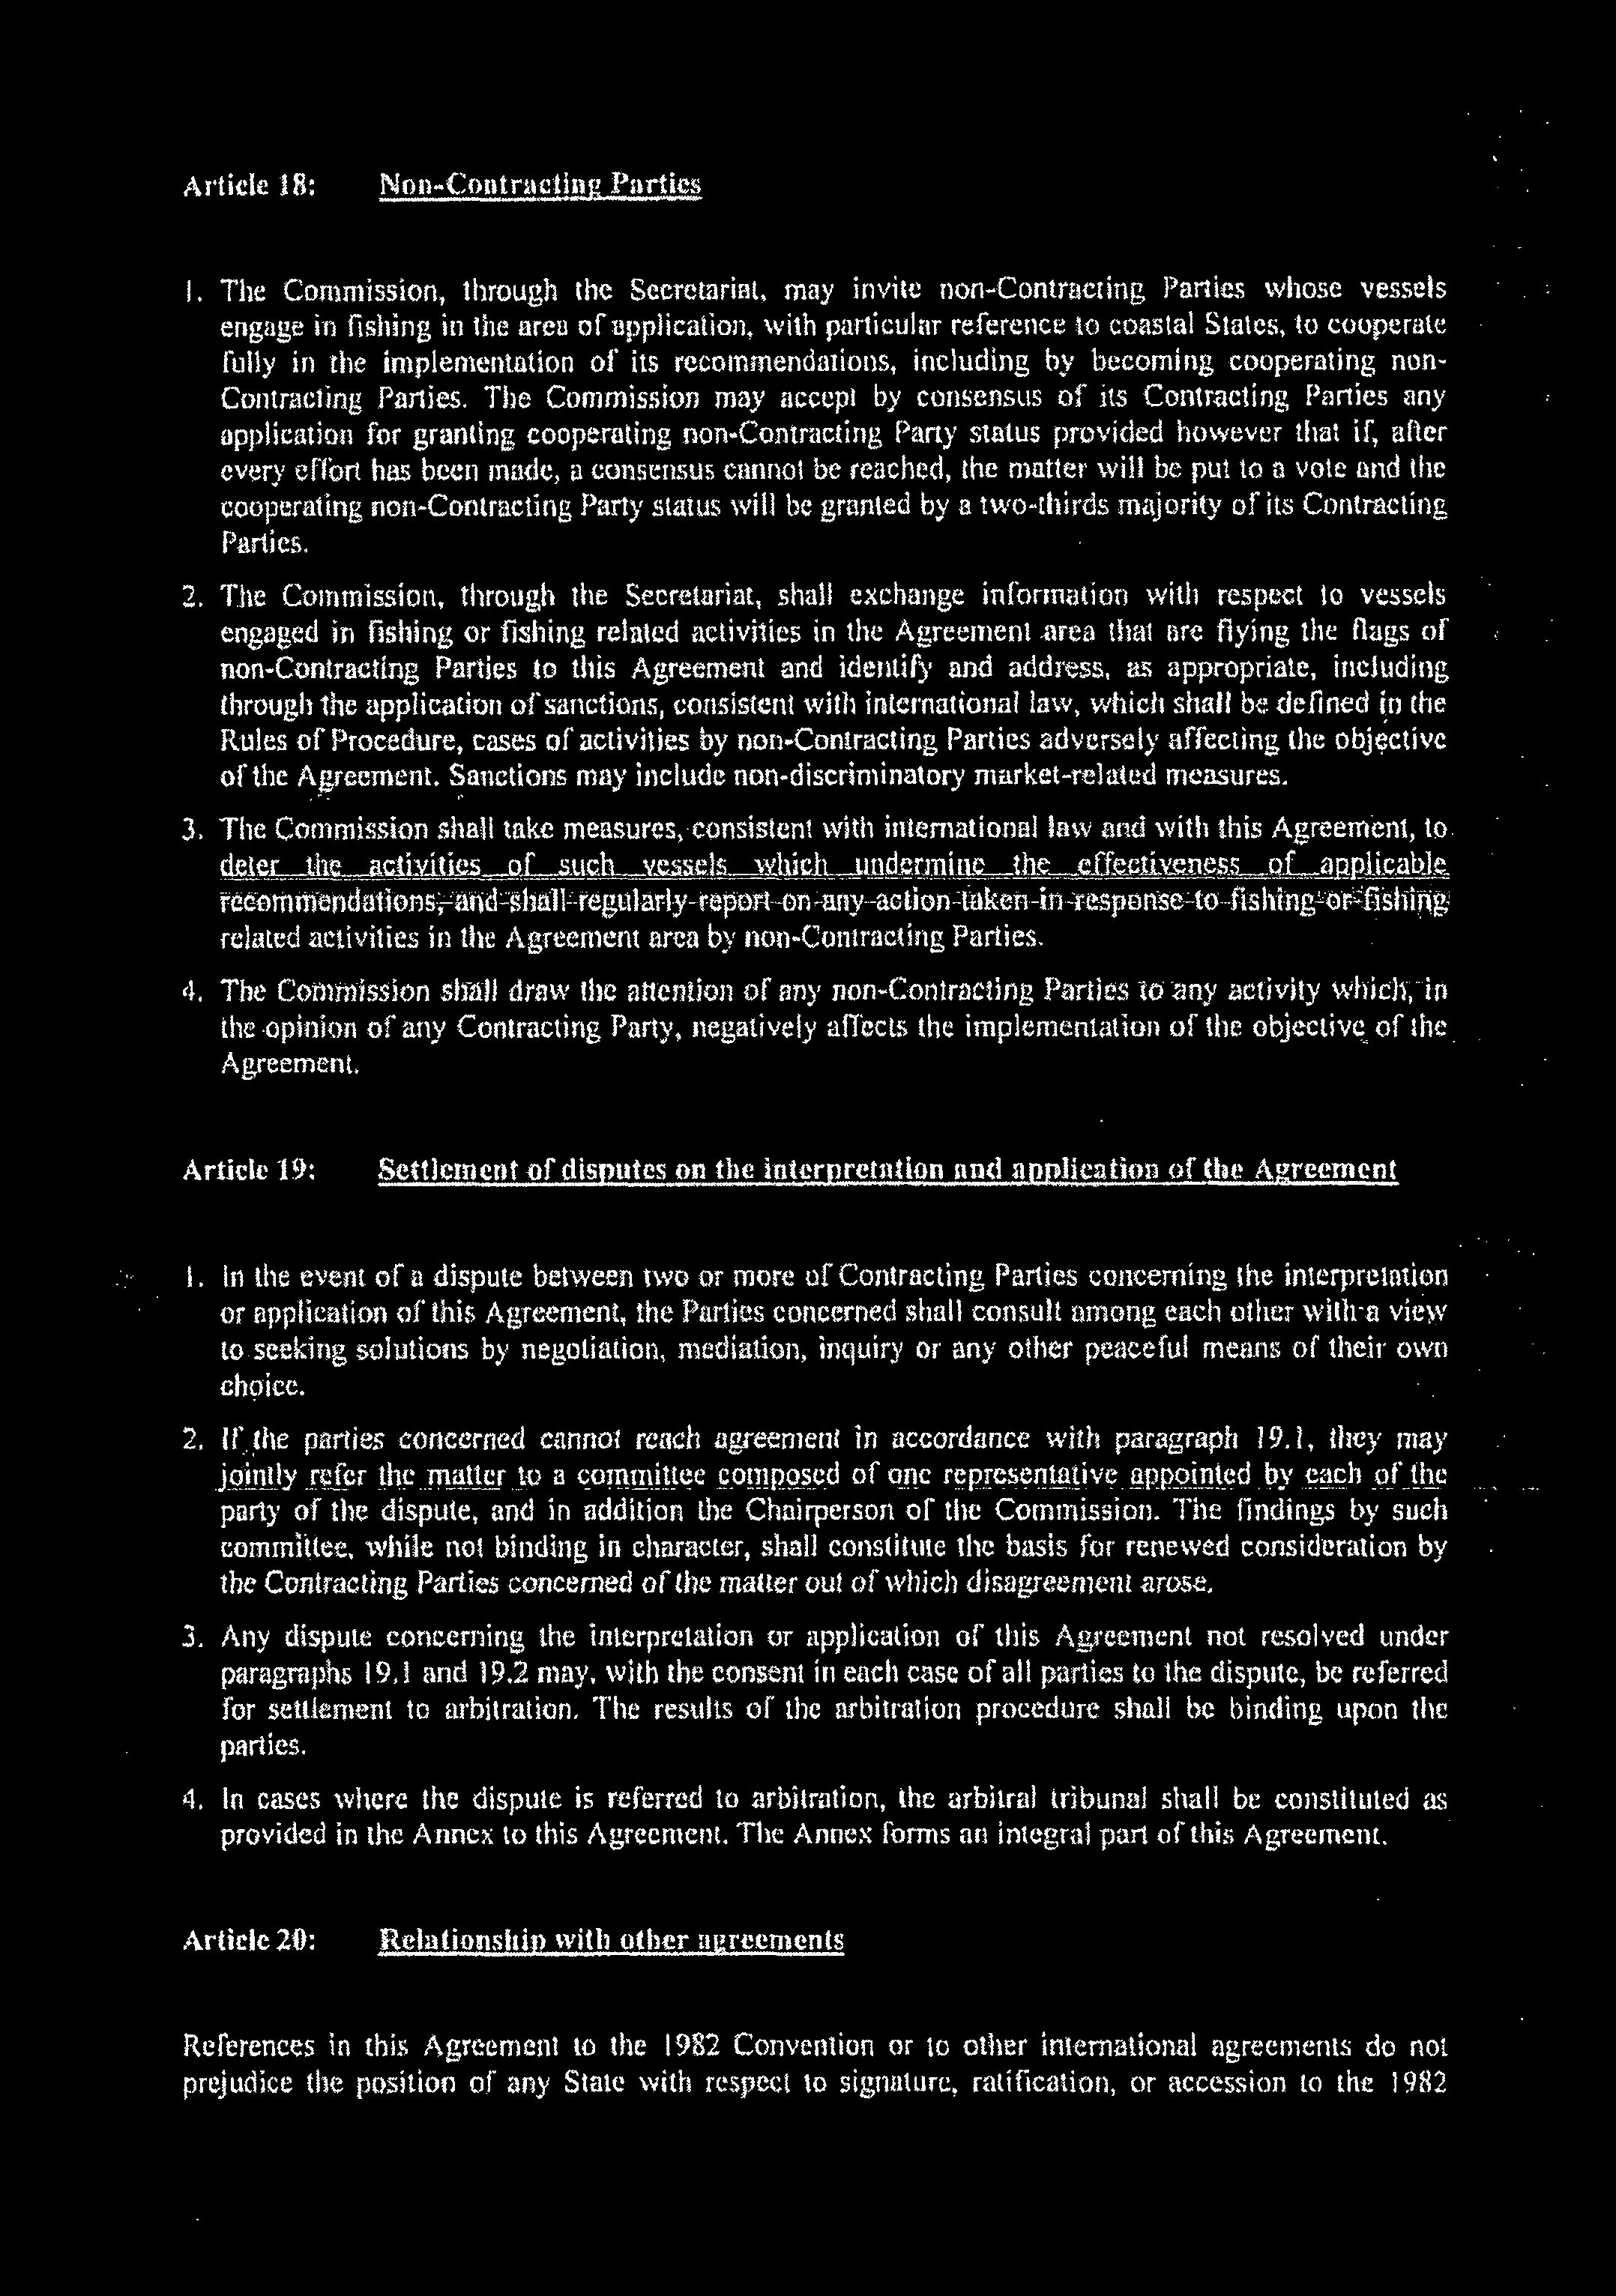 Article 18: Non-Contracting Parties
1. The Commission, through the Secretariat, may invite non-Contracting Parties whose vessels
engage in fishing in the area of application, with particular reference to coastal States, to cooperate
fully in the implementation of its recommendations, including by becoming cooperating non-
Contracting Parties. The Commission may accept by consensus of its Contracting Parties any
application for granting cooperating non-Contracting Party status provided however that if, after
every effort has been made, a consensus cannot be reached, the matter will be put to a vote and the
cooperating non-Contracting Party status will be granted by a two-thirds majority of its Contracting
Parties.
2. The Commission, through the Secretariat, shall exchange information with respect to vessels
engaged in fishing or fishing related activities in the Agreement area that are flying the flags of
non-Contracting Parties to this Agreement and identify and address, as appropriate, including
through the application of sanctions, consistent with international law, which shall be defined in the
Rules of Procedure, cases of activities by non-Contracting Parties adversely affecting the objective
of the Agreement. Sanctions may include non-discriminatory market-related measures.
3. The Commission shall take measures, consistent with international law and with this Agreement, to
deter the activities of such vessels which undermine the effectiveness of applicable
recommendations, and shall regularly report on any action taken in response to fishing or fishing
related activities in the Agreement area by non-Contracting Parties.
4. The Commission shall draw the attention of any non-Contracting Parties to any activity which, in
the opinion of any Contracting Party, negatively affects the implementation of the objective of the
Agreement.
Article 19: Settlement of disputes on the interpretation and application of the Agreement
1. In the event of a dispute between two or more of Contracting Parties concerning the interpretation
or application of this Agreement, the Parties concerned shall consult among each other with a view
to seeking solutions by negotiation, mediation, inquiry or any other peaceful means of their own
choice.
2. If the parties concerned cannot reach agreement in accordance with paragraph 19.1, they may
jointly refer the matter to a committee composed of one representative appointed by each of the
party of the dispute, and in addition the Chairperson of the Commission. The findings by such
committee, while not binding in character, shall constitute the basis for renewed consideration by
the Contracting Parties concerned of the matter out of which disagreement arose.
3. Any dispute concerning the interpretation or application of this Agreement not resolved under
paragraphs 19.1 and 19.2 may, with the consent in each case of all parties to the dispute, be referred
for settlement to arbitration. The results of the arbitration procedure shall be binding upon the
parties.
4. In cases where the dispute is referred to arbitration, the arbitral tribunal shall be constituted as
provided in the Annex to this Agreement. The Annex forms an integral part of this Agreement.
Article 20: Relationship with other agreements
References in this Agreement to the 1982 Convention or to other international agreements do not
prejudice the position of any State with respect to signature, ratification, or accession to the 1982